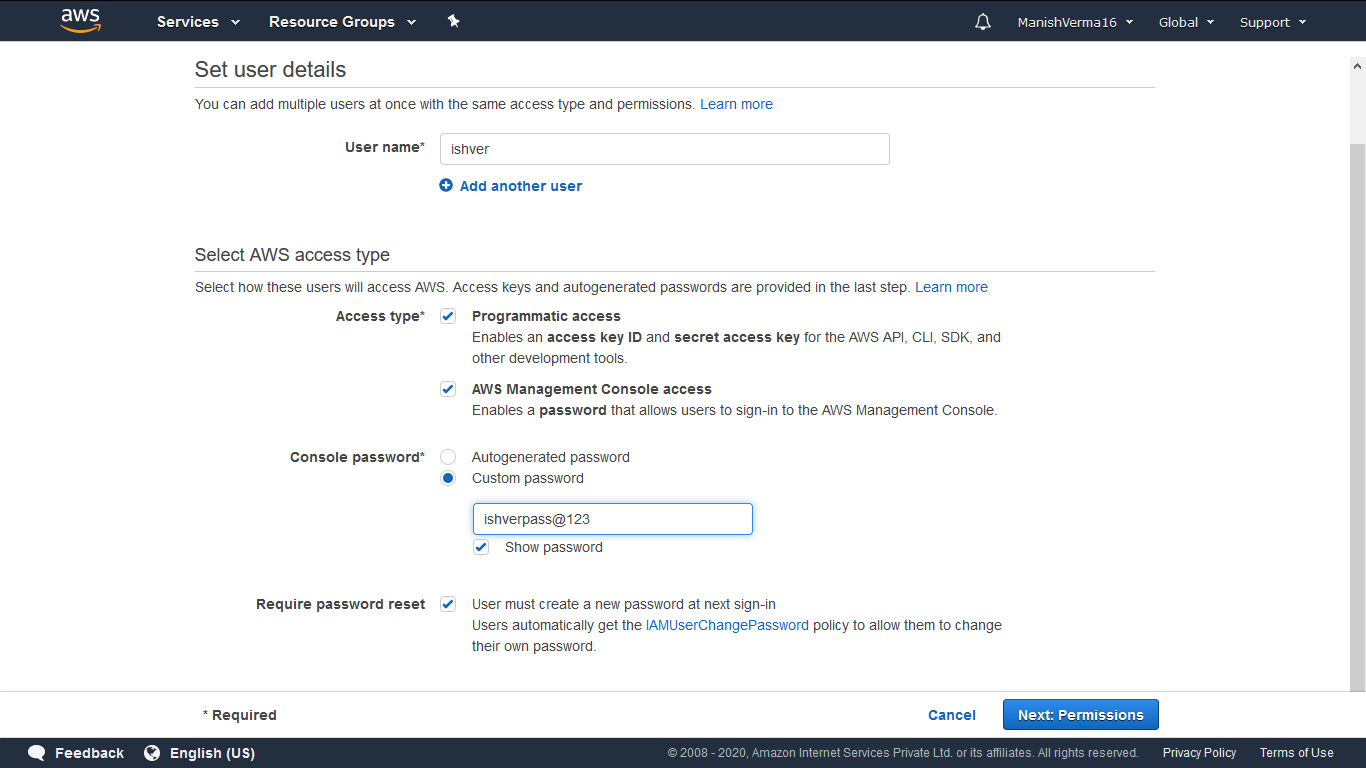 aws Services Resource Groups ManishVerma16 Global Support
Set user details
You can add multiple users at once with the same access type and permissions. Learn more
User name* ishver
Add another user
Select AWS access type
Select how these users will access AWS. Access keys and autogenerated passwords are provided in the last step. Learn more
Access type* Programmatic access
Enables an access key ID and secret access key for the AWS API, CLI, SDK, and
other development tools.
AWS Management Console access
Enables a password that allows users to sign-in to the AWS Management Console.
Console password* Autogenerated password
Custom password
ishverpass@123
Show password
Require password reset User must create a new password at next sign-in
Users automatically get the IAMUserChangePassword policy to allow them to change
their own password.
* Required Cancel Next: Permissions
Feedback English (US) © 2008 - 2020, Amazon Internet Services Private Ltd. or its affiliates. All rights reserved. Privacy Policy Terms of Use